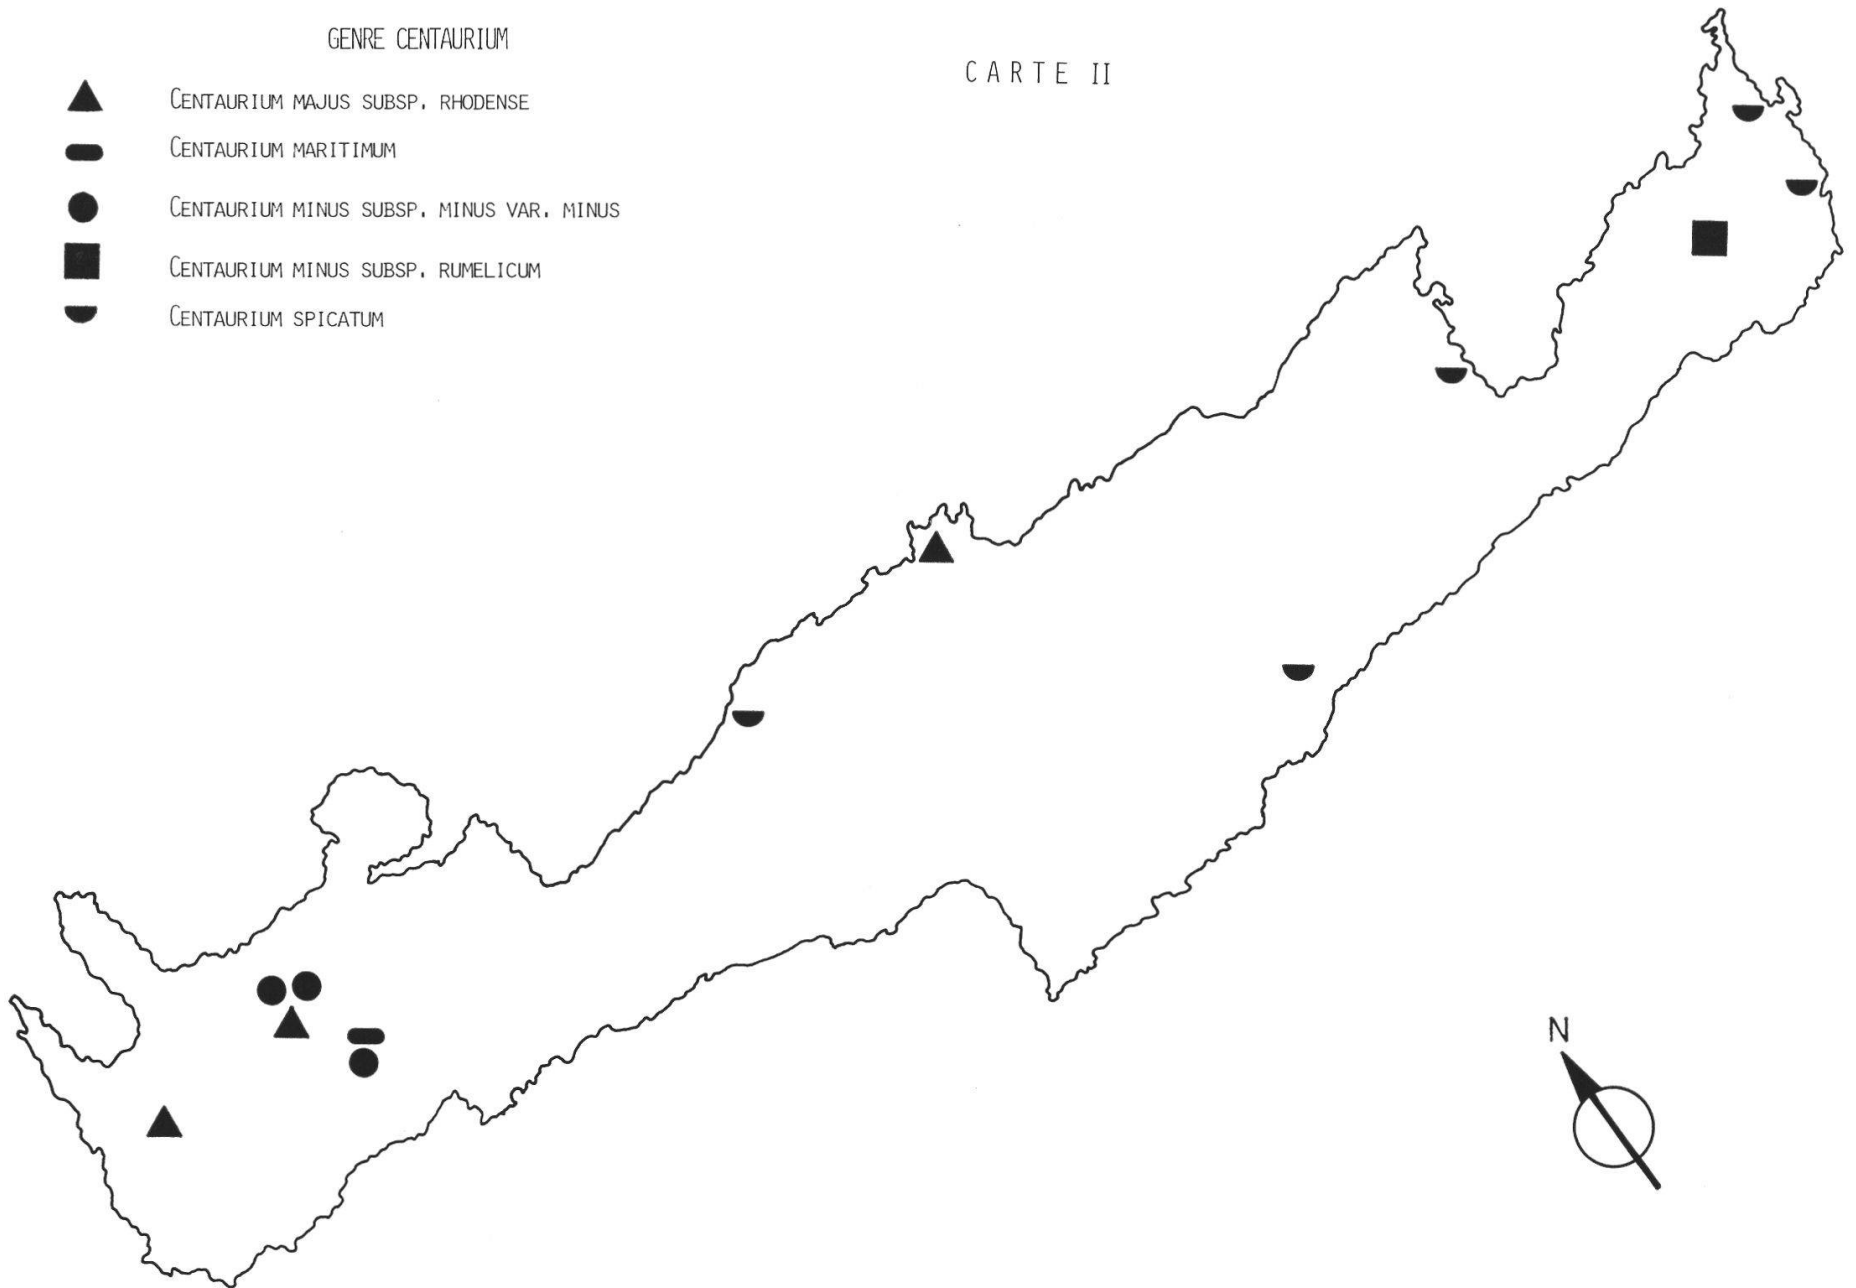 GENRE CENTAURIUM
CARTE II
CENTAURIUM MAJUS SUBSP. RHODENSE
CENTAURIUM MARITIMUM
CENTAURIUM MINUS SUBSP. MINUS VAR. MINUS
CENTAURIUM MINUS SUBSP. RUMELICUM
CENTAURIUM SPICATUM
N